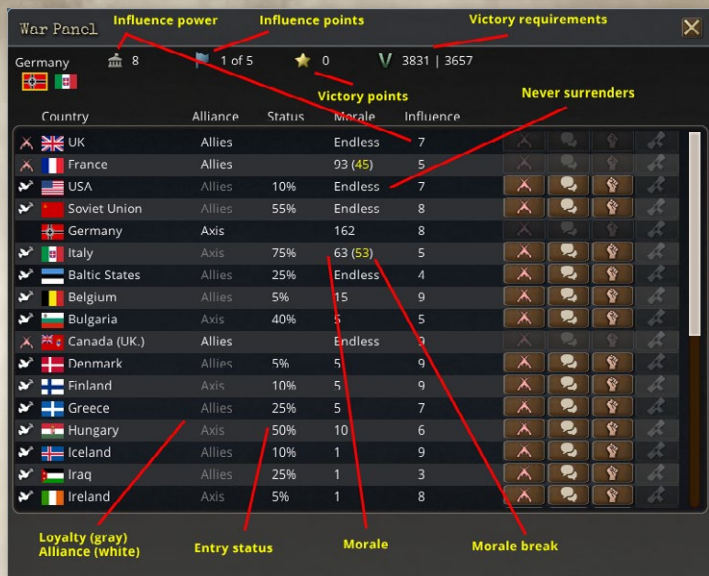 Influence power Influence points Victory requirements
War Panel
Germany 8 1 of 5 0 3831 | 3657
Victory points Never surrenders
Country Alliance Status Morale Influence
UK Allies Endless 7
France Allies 93 (45) 5
USA Allies 10% Endless 7
Soviet Union Allies 55% Endless 8
Germany Axis 162 8
Italy Axis 75% 63 (53) 5
Baltic States Allies 25% Endless 4
Belgium Allies 5% 15 9
Bulgaria Axis 40% 5 5
Canada (UK.) Allies Endless 9
Denmark Allies 5% 5 9
Finland Axis 10% 5 9
Greece Allies 25% 5 7
Hungary Axis 50% 10 6
Iceland Allies 10% 1 9
Iraq Allies 25% 1 3
Ireland Axis 5% 1 8
Loyalty (gray)
Alliance (white) Entry status Morale Morale break